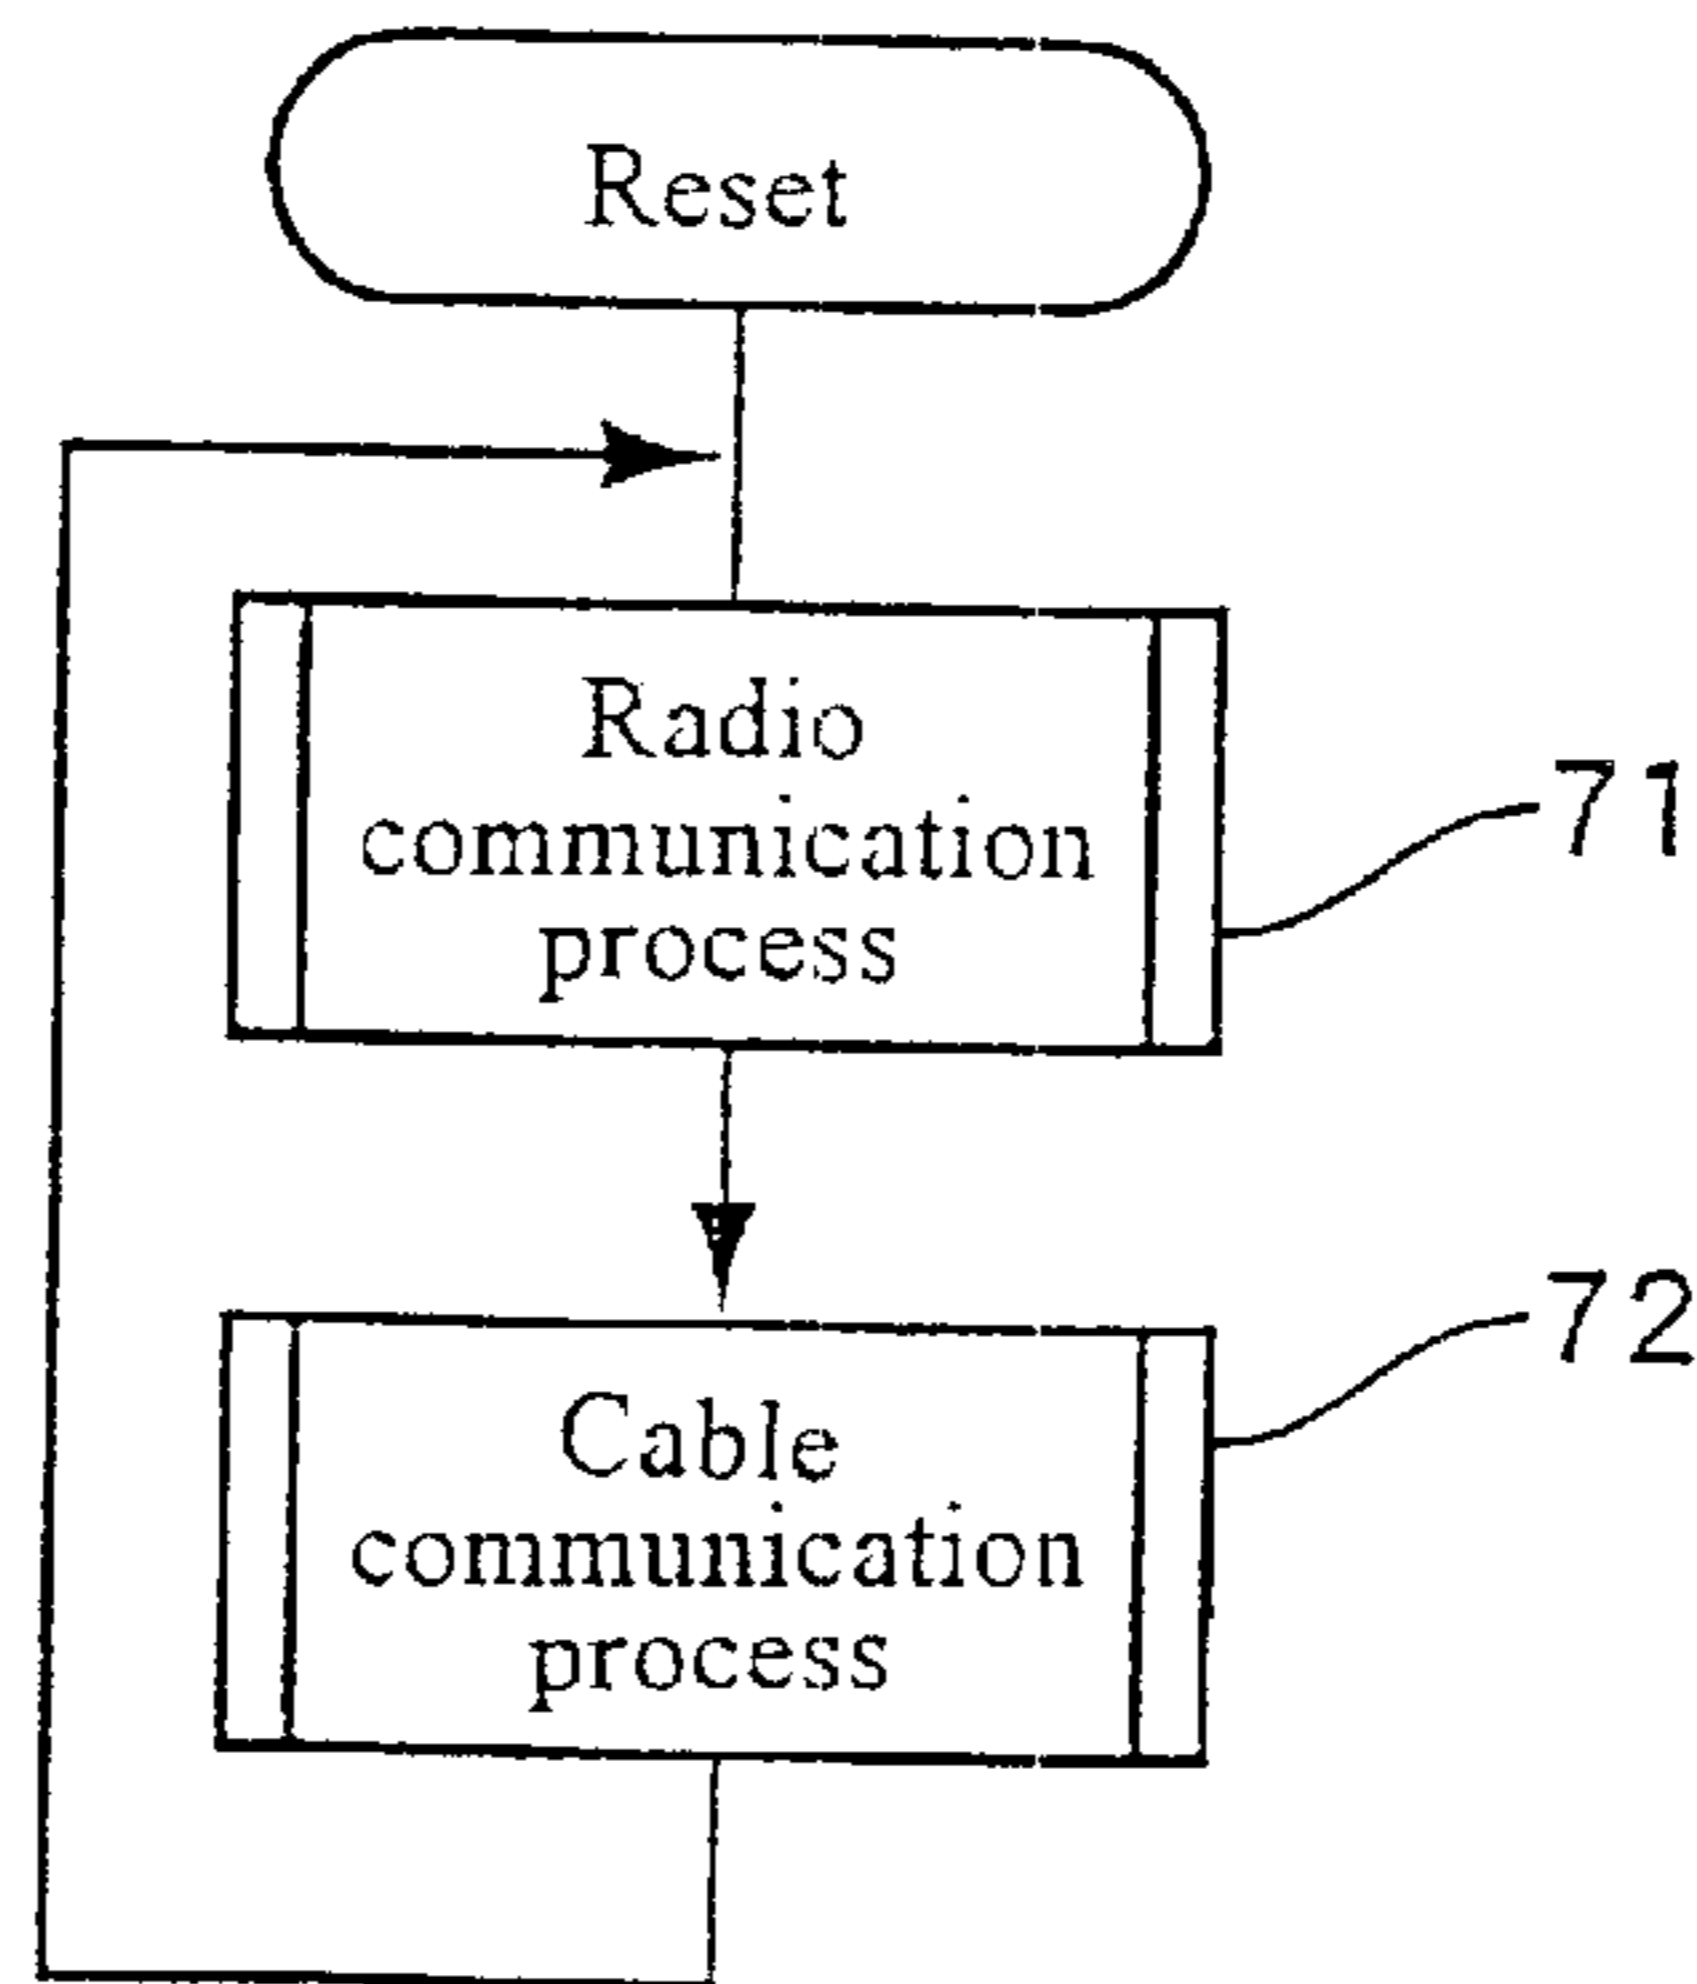 Reset
Radio
communication
process
71
Cable
communication
process
72